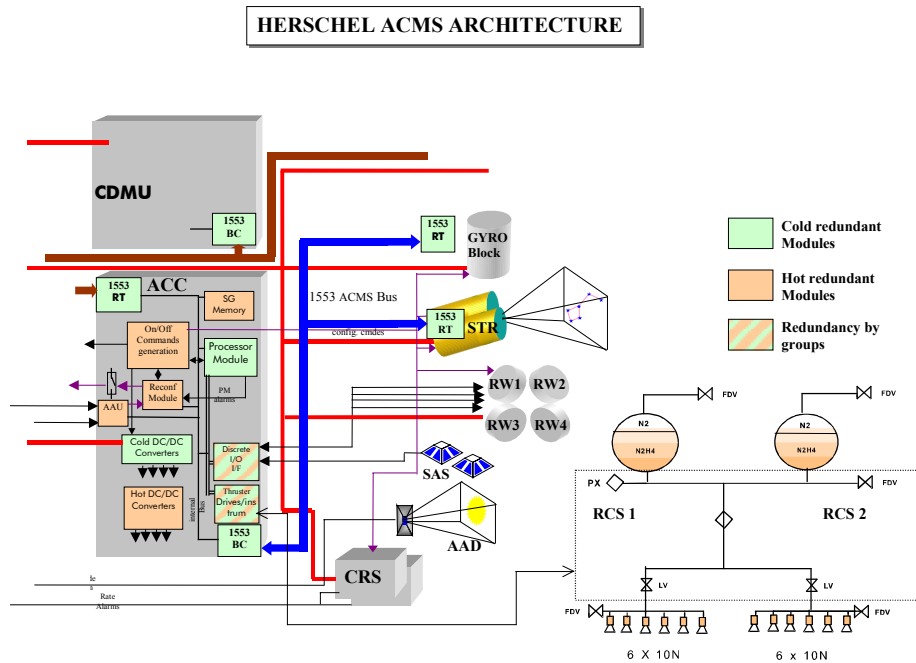 HERSCHEL ACMS ARCHITECTURE
CDMU
1553
BC
1553
RT
GYRO
Block
Cold redundant
Modules
Hot redundant
Modules
Redundancy by
groups
1553
RT
ACC
SG
Memory
1553 ACMS Bus
On/Off
Commands
generation
config. cmdes
1553
RT
STR
Processor
Module
Reconf
Module
PM
alarms
AAU
RW1
RW2
RW3
RW4
Cold DC/DC
Converters
Discrete
I/O
I/F
SAS
Hot DC/DC
Converters
internal
Bus
Thruster
Drives/ins
trum
1553
BC
AAD
CRS
le
s
Rate
Alarms
FDV
FDV
N2
N2H4
N2
N2H4
PX
FDV
RCS 1
RCS 2
LV
LV
FDV
FDV
6 X 10N
6 x 10N